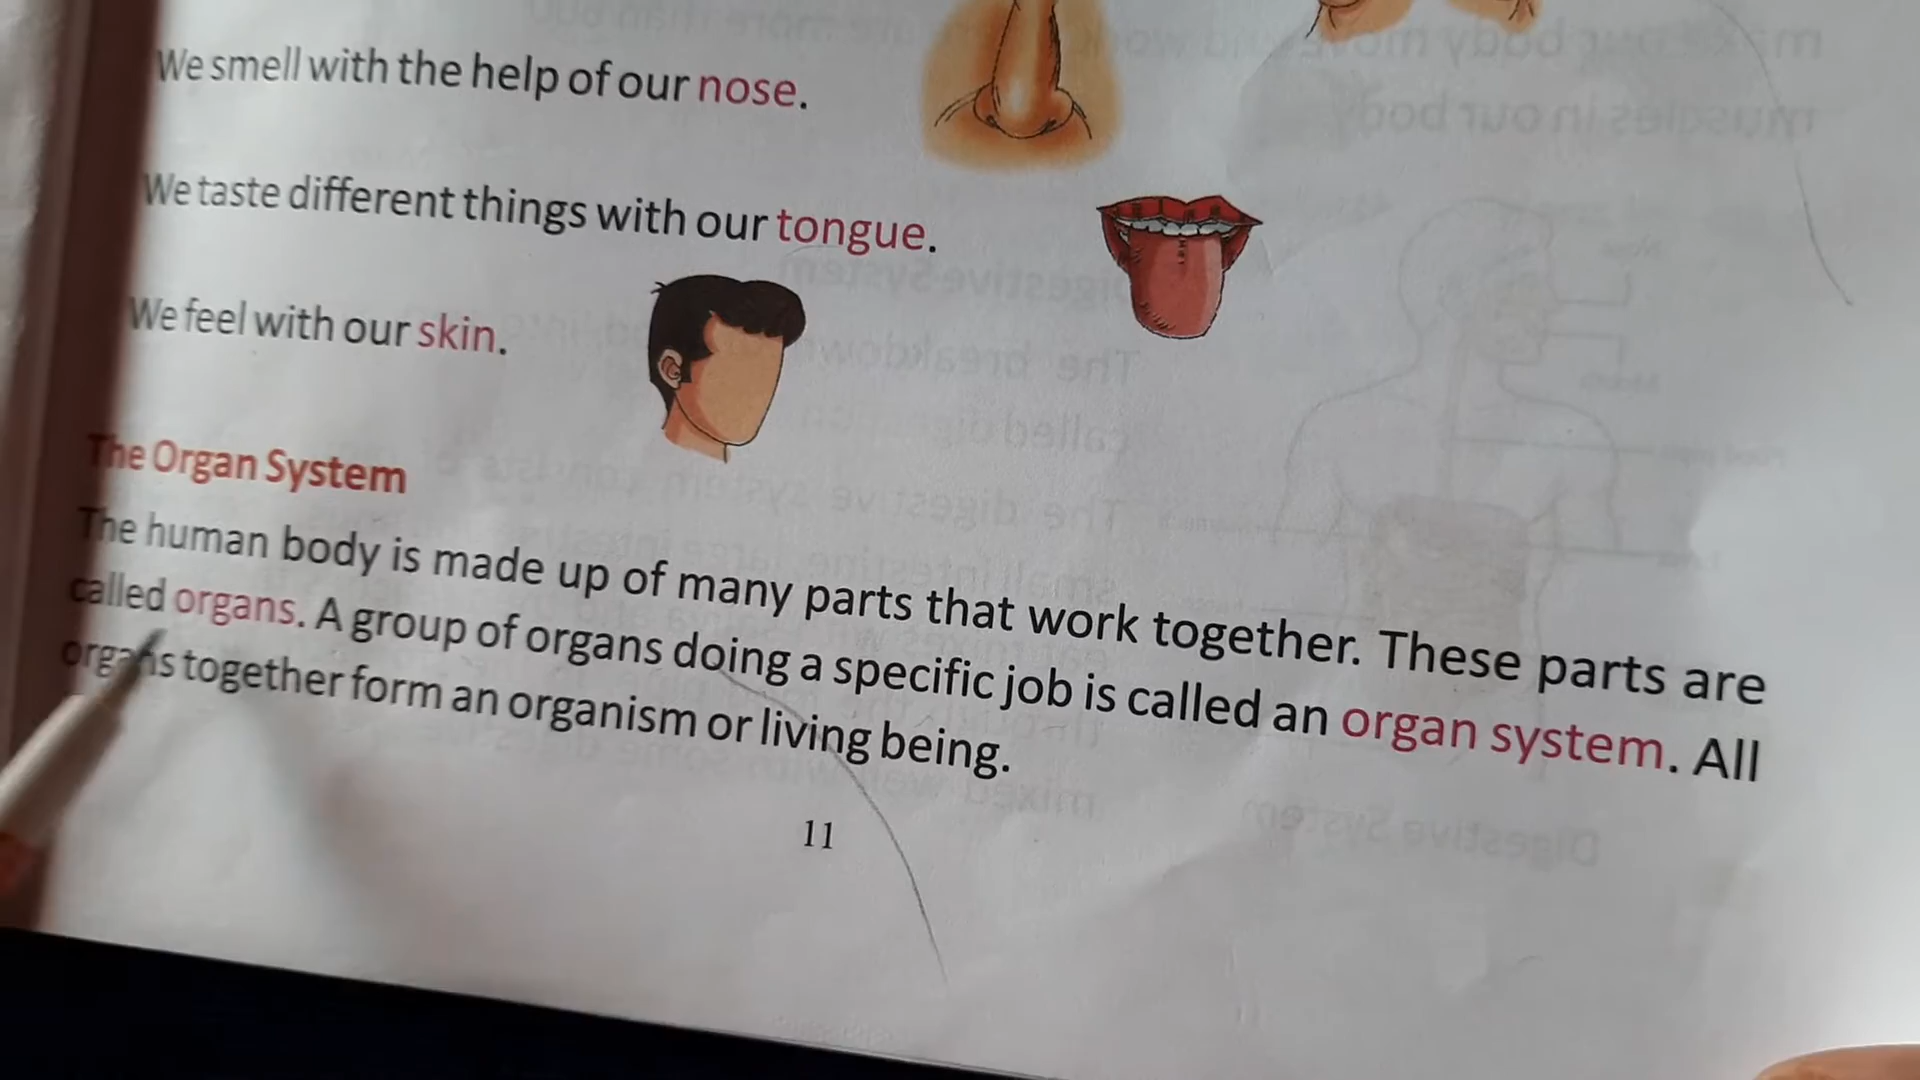 We smell with the help of our nose.
We taste different things with our tongue.
We feel with our skin.
The Organ System
The human body is made up of many parts that work together. These parts are
called organs. A group of organs doing a specific job is called an organ system. All
organs together form an organism or living being.
11